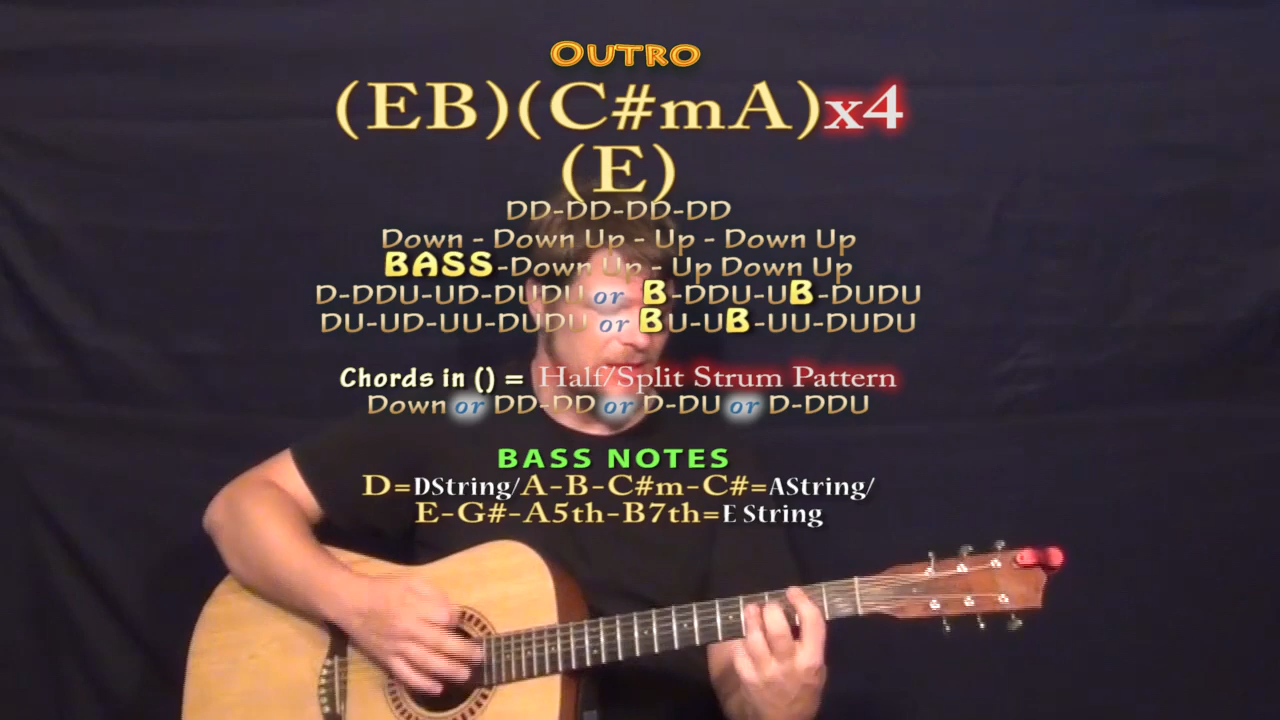 Outro
(EB)(C#mA)x4
(E)
DD-DD-DD-DD
Down - Down Up - Up - Down Up
BASS-Down Up - Up Down Up
D-DDU-UD-DUDU or B-DDU-UB-DUDU
DU-UD-UU-DUDU or BU-UB-UU-DUDU
Chords in () = Half/Split Strum Pattern
Down or DD-DD or D-DU or D-DDU
BASS NOTES
D=DString/A-B-C#m-C#=AString/
E-G#-A5th-B7th=E String